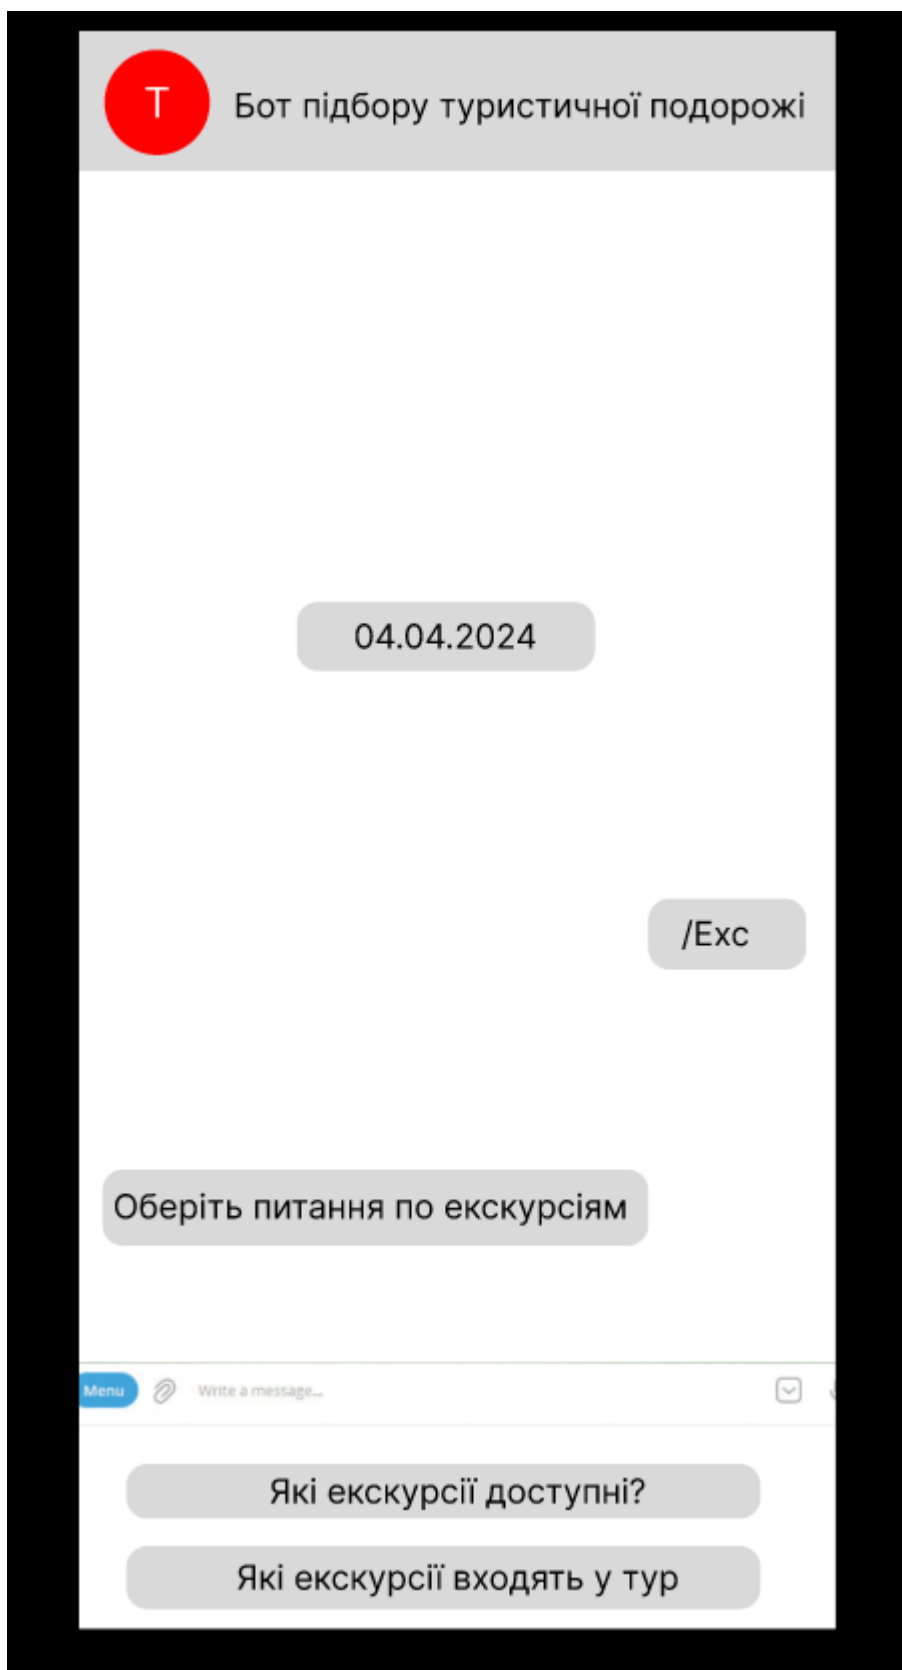 Т
Бот підбору туристичної подорожі
04.04.2024
/Exc
Оберіть питання по екскурсіям
Menu
Write a message...
Які екскурсії доступні?
Які екскурсії входять у тур